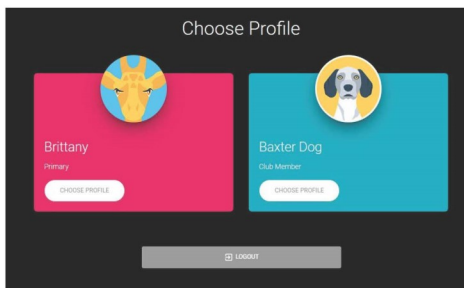 Choose Profile
Brittany
Primary
CHOOSE PROFILE
Baxter Dog
Club Member
CHOOSE PROFILE
LOGOUT